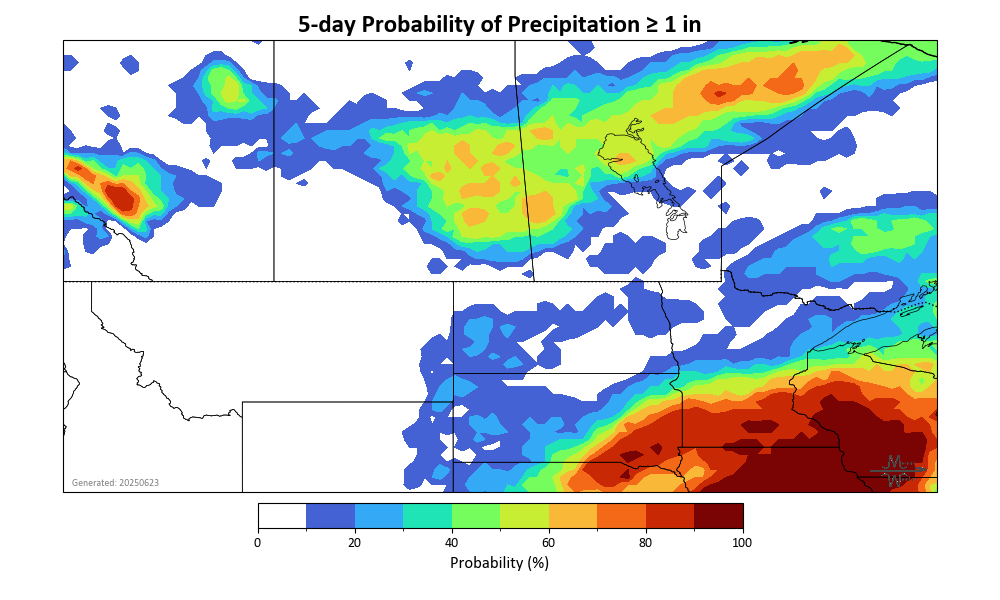 5-day Probability of Precipitation ≥ 1 in
Generated: 20250623
0 20 40 60 80 100
Probability (%)